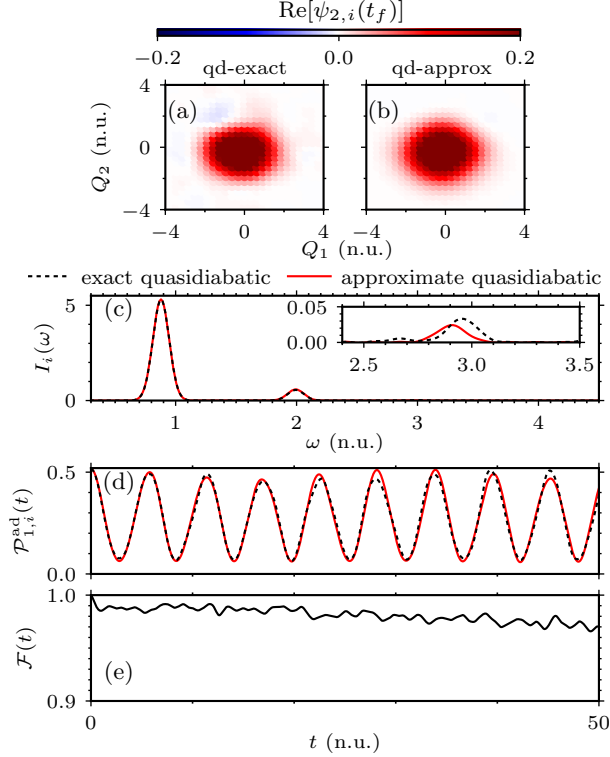 Re[ψ2,i(tf)]
−0.2 0.0 0.2
qd-exact qd-approx
(a) (b)
4
0
−4
Q2 (n.u.)
−4 0 4 −4 0 4
Q1 (n.u.)
exact quasidiabatic approximate quasidiabatic
(c)
5
0
Ii(ω)
0.05
0.00
2.5 3.0 3.5
1 2 3 4
ω (n.u.)
(d)
0.5
0.0
𝒫ad1,i(t)
1.0
0.9
ℱ(t)
(e)
0 50
t (n.u.)